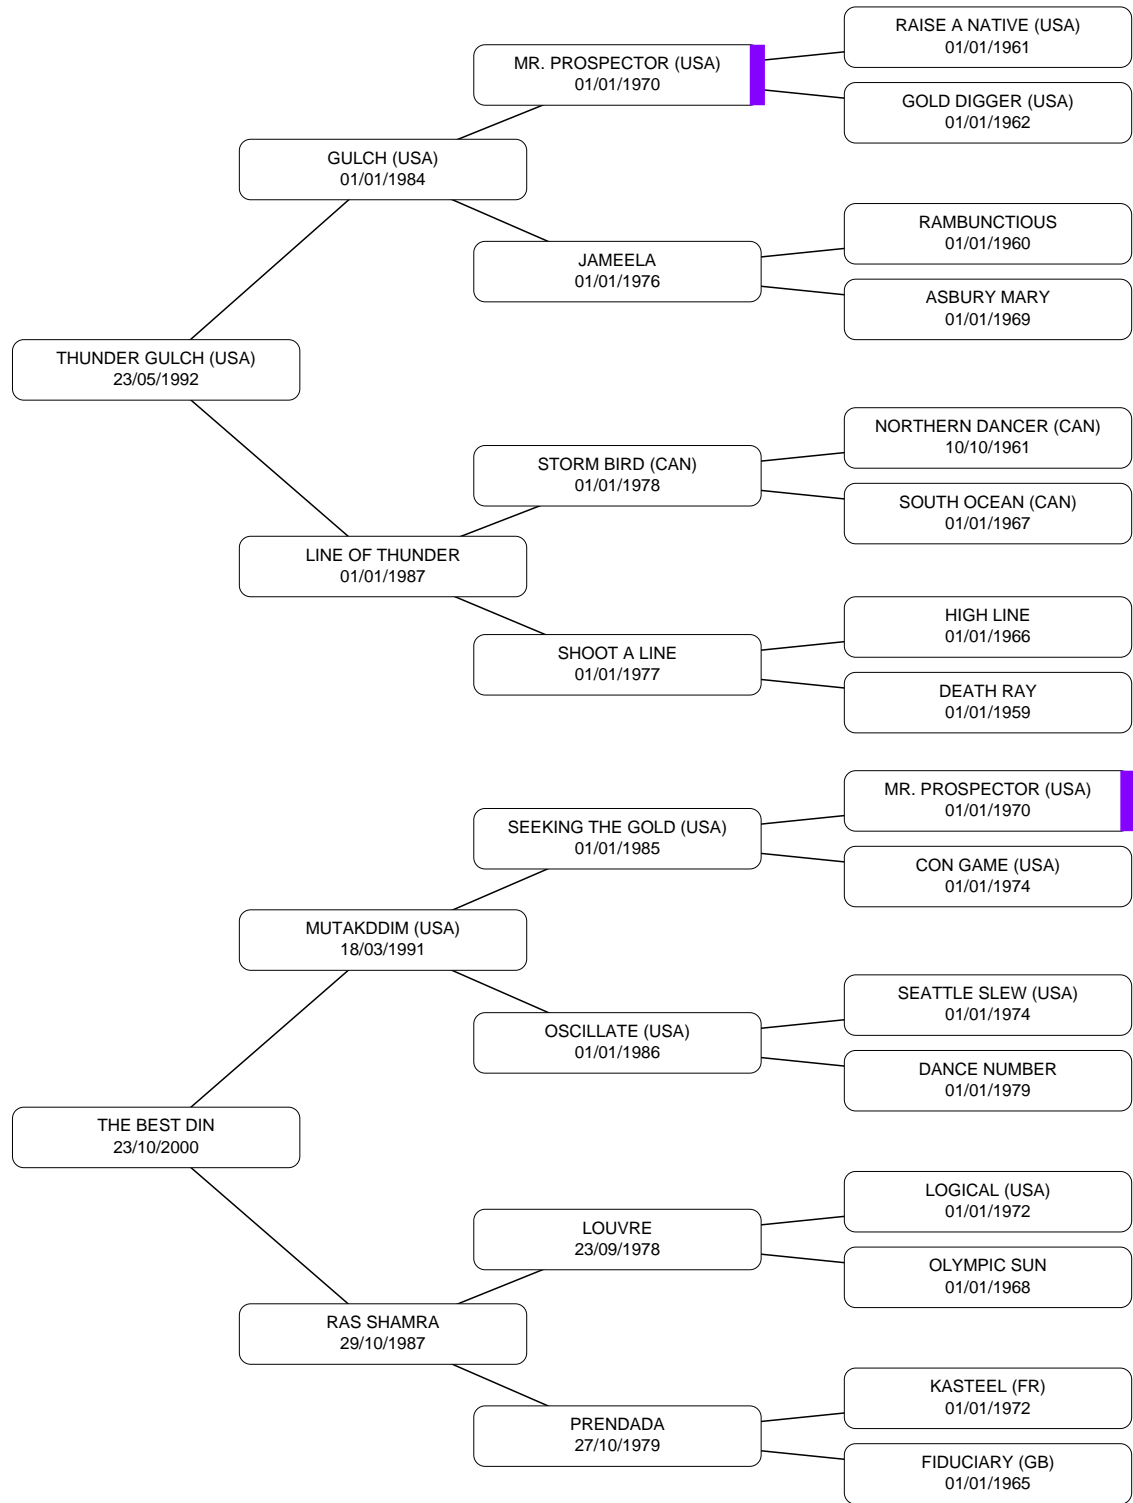 RAISE A NATIVE (USA)
01/01/1961
MR. PROSPECTOR (USA)
01/01/1970
GOLD DIGGER (USA)
01/01/1962
GULCH (USA)
01/01/1984
RAMBUNCTIOUS
01/01/1960
JAMEELA
01/01/1976
ASBURY MARY
01/01/1969
THUNDER GULCH (USA)
23/05/1992
NORTHERN DANCER (CAN)
10/10/1961
STORM BIRD (CAN)
01/01/1978
SOUTH OCEAN (CAN)
01/01/1967
LINE OF THUNDER
01/01/1987
HIGH LINE
01/01/1966
SHOOT A LINE
01/01/1977
DEATH RAY
01/01/1959
MR. PROSPECTOR (USA)
01/01/1970
SEEKING THE GOLD (USA)
01/01/1985
CON GAME (USA)
01/01/1974
MUTAKDDIM (USA)
18/03/1991
SEATTLE SLEW (USA)
01/01/1974
OSCILLATE (USA)
01/01/1986
DANCE NUMBER
01/01/1979
THE BEST DIN
23/10/2000
LOGICAL (USA)
01/01/1972
LOUVRE
23/09/1978
OLYMPIC SUN
01/01/1968
RAS SHAMRA
29/10/1987
KASTEEL (FR)
01/01/1972
PRENDADA
27/10/1979
FIDUCIARY (GB)
01/01/1965